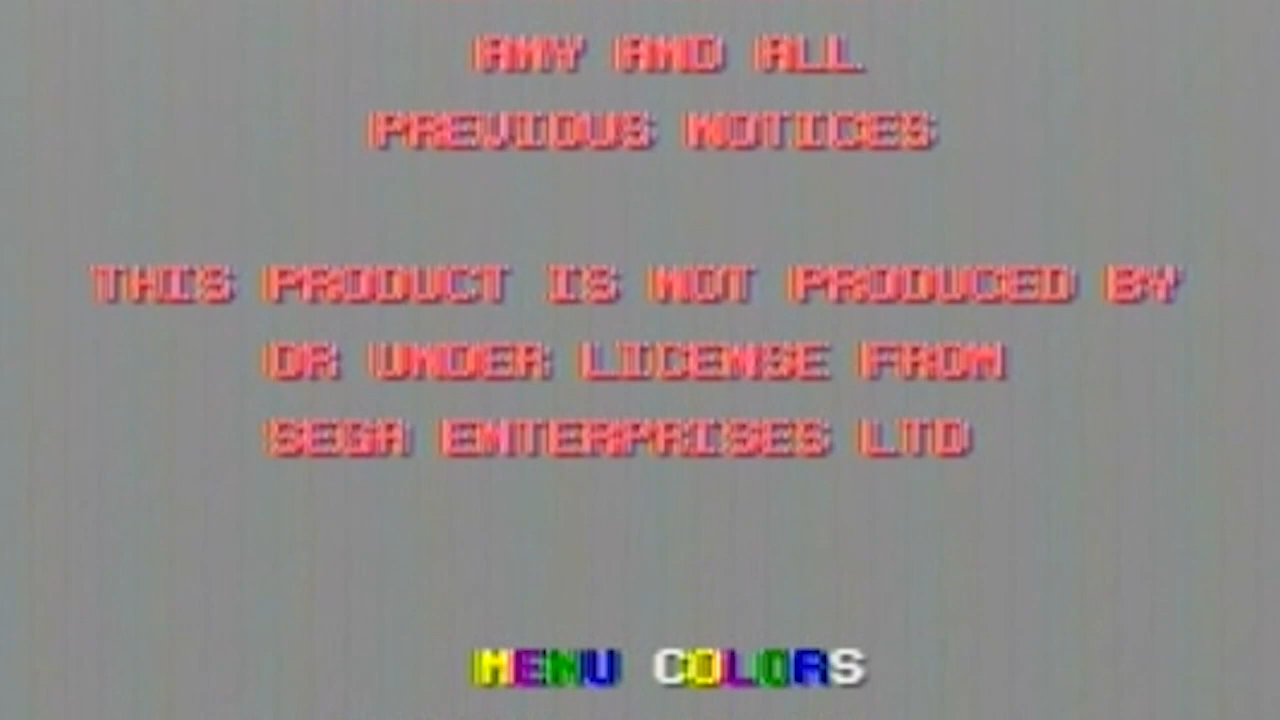 ANY AND ALL
PREVIOUS NOTICES
THIS PRODUCT IS NOT PRODUCED BY
OR UNDER LICENSE FROM
SEGA ENTERPRISES LTD
MENU COLORS